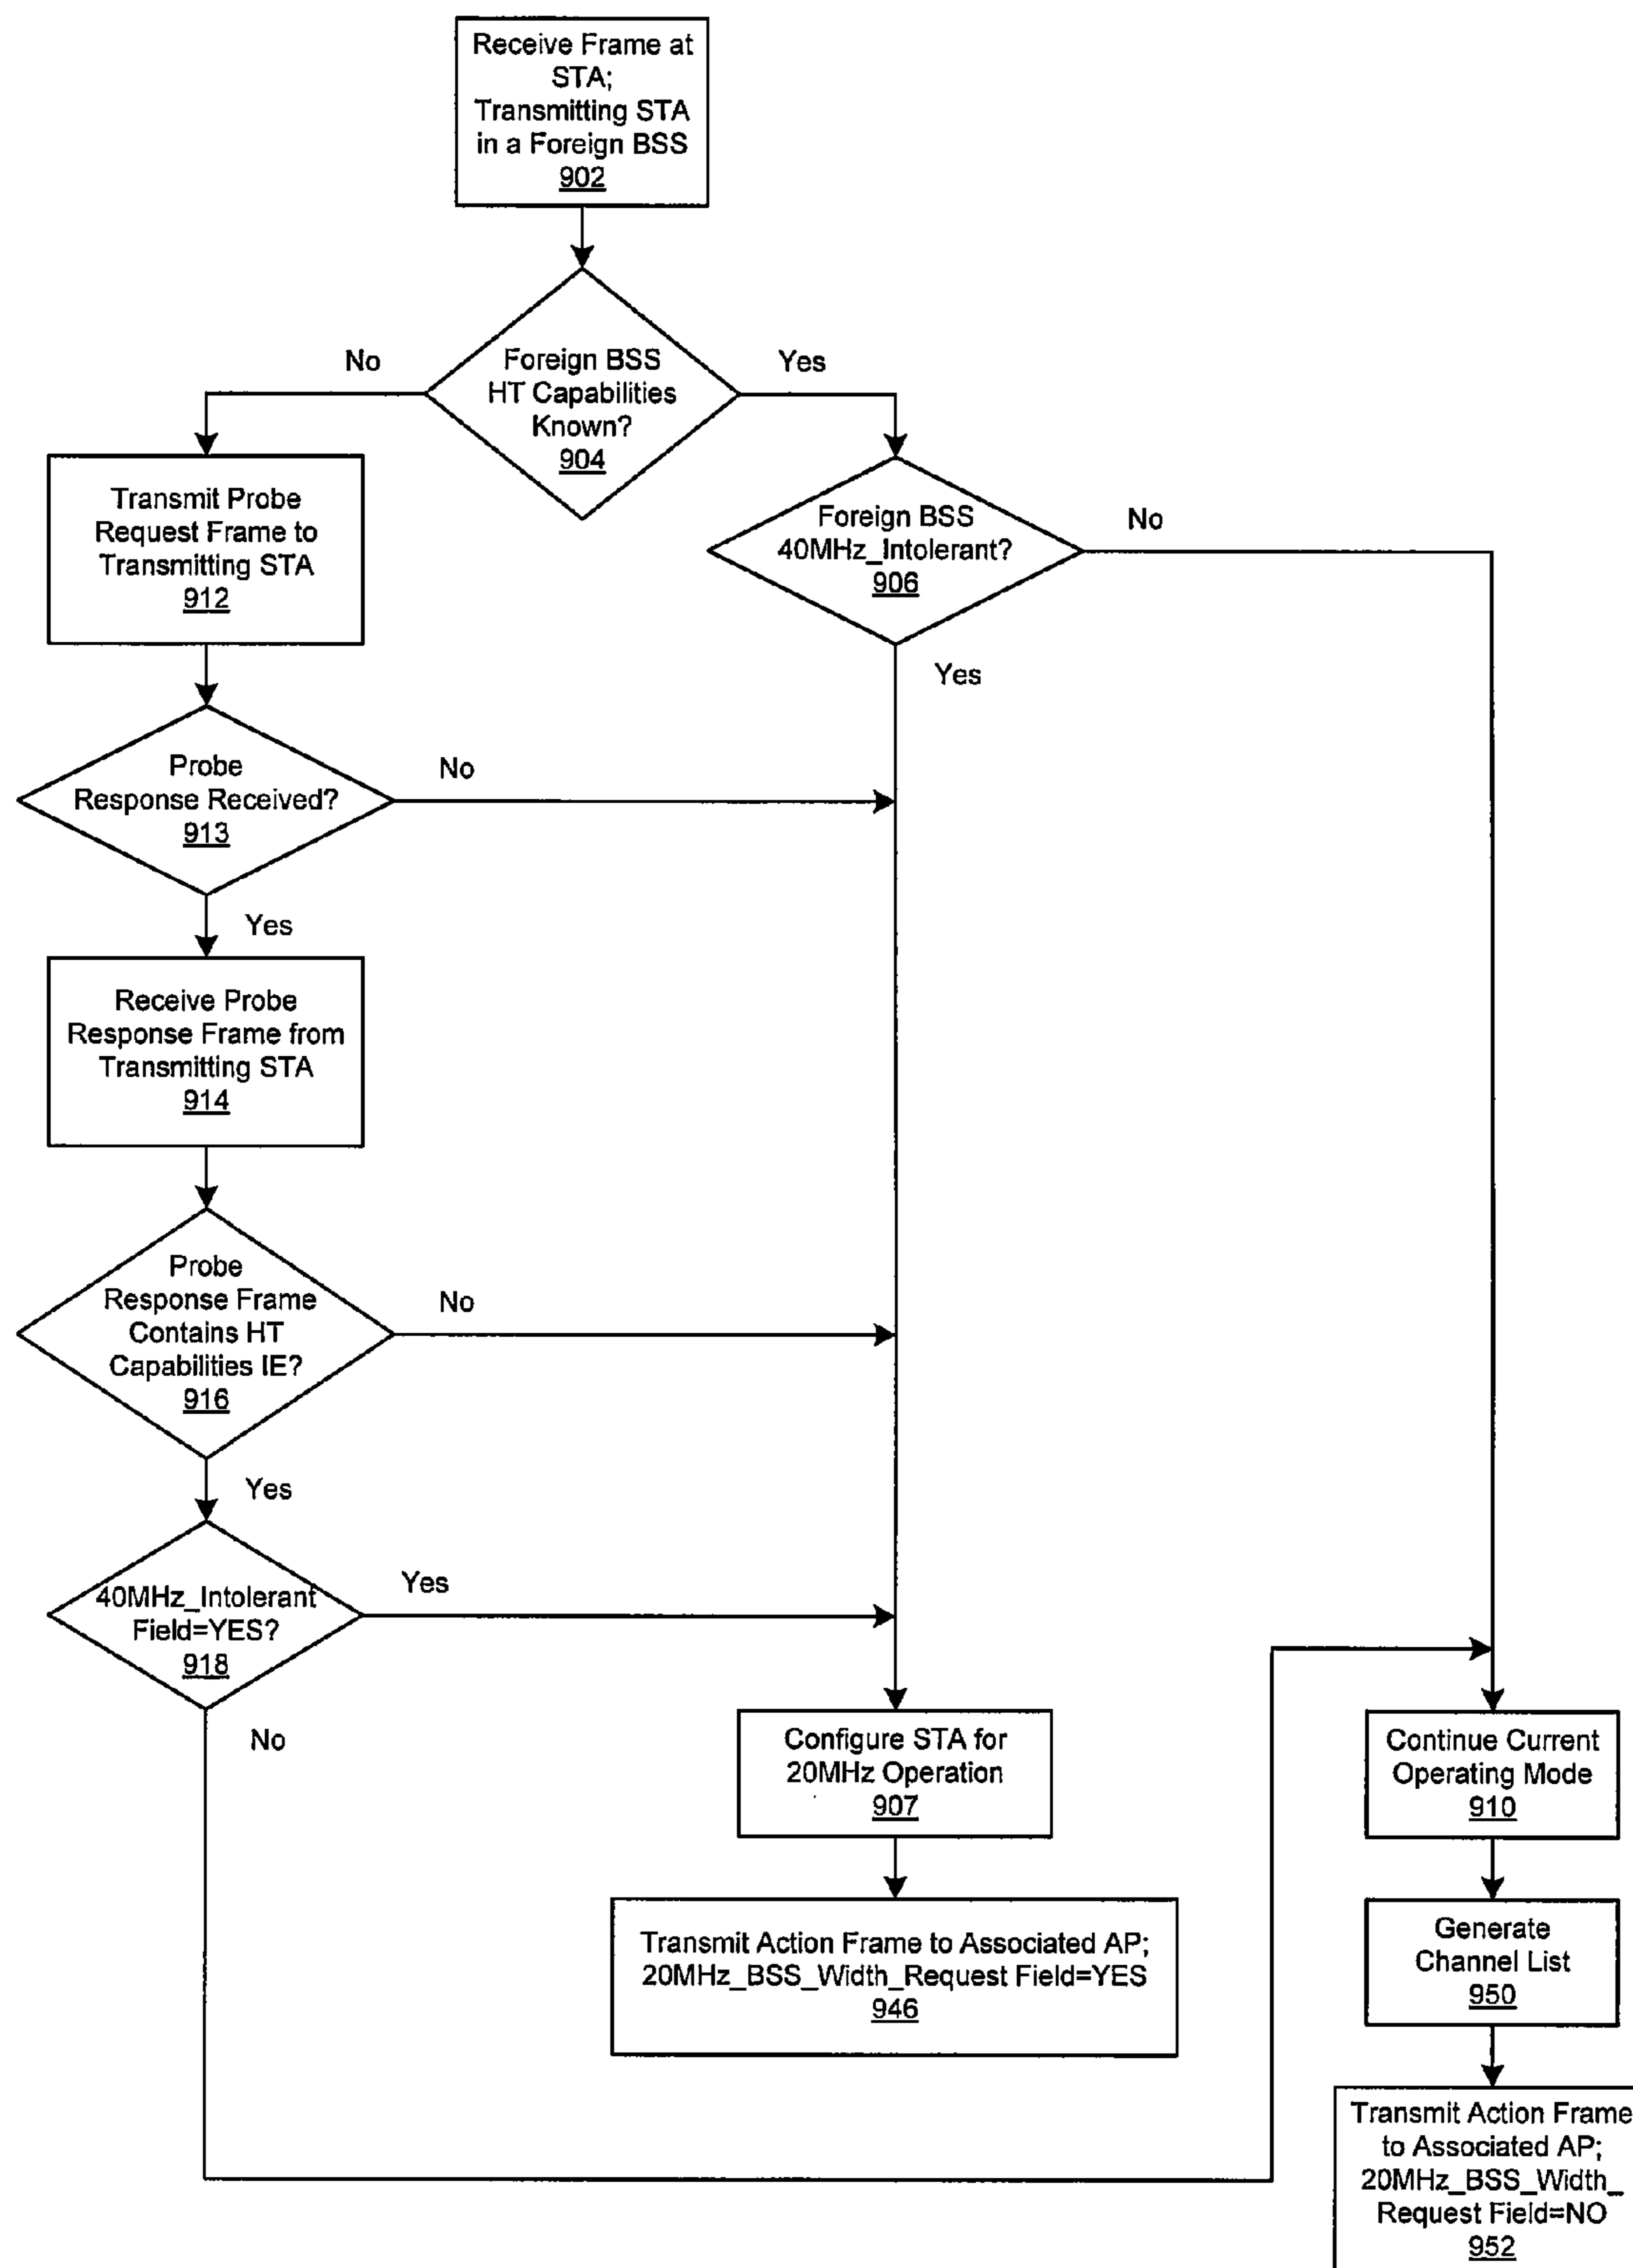 Receive Frame at
STA;
Transmitting STA
in a Foreign BSS
902
No
Foreign BSS
HT Capabilities
Known?
904
Yes
Transmit Probe
Request Frame to
Transmitting STA
912
Foreign BSS
40MHz_Intolerant?
906
No
Yes
Probe
Response Received?
913
No
Yes
Receive Probe
Response Frame from
Transmitting STA
914
Probe
Response Frame
Contains HT
Capabilities IE?
916
No
Yes
40MHz_Intolerant
Field=YES?
918
Yes
No
Configure STA for
20MHz Operation
907
Continue Current
Operating Mode
910
Transmit Action Frame to Associated AP;
20MHz_BSS_Width_Request Field=YES
946
Generate
Channel List
950
Transmit Action Frame
to Associated AP;
20MHz_BSS_Width_
Request Field=NO
952